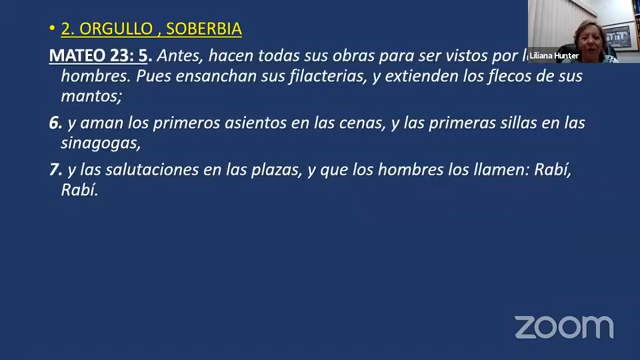 • 2. ORGULLO , SOBERBIA
MATEO 23: 5. Antes, hacen todas sus obras para ser vistos por
hombres. Pues ensanchan sus filacterias, y extienden los flecos de sus
mantos;
6. y aman los primeros asientos en las cenas, y las primeras sillas en las
sinagogas,
7. y las salutaciones en las plazas, y que los hombres los llamen: Rabí,
Rabí.
Liliana Hunter
zoom